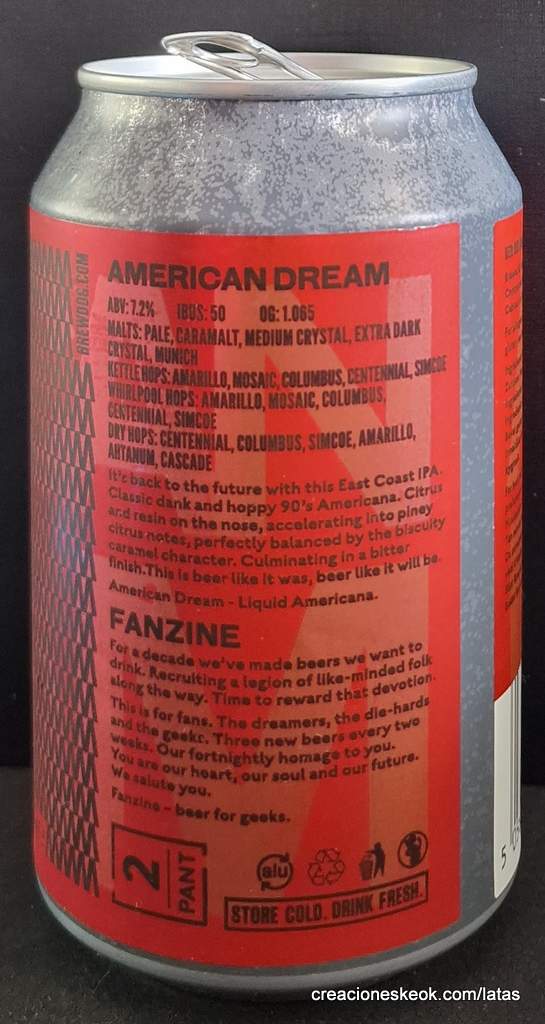 BREWDOG.COM
AMERICAN DREAM
ABV: 7.2% IBUS: 50 OG: 1.065
MALTS: PALE, CARAMALT, MEDIUM CRYSTAL, EXTRA DARK
CRYSTAL, MUNICH
KETTLE HOPS: AMARILLO, MOSAIC, COLUMBUS, CENTENNIAL, SIMCOE
WHIRLPOOL HOPS: AMARILLO, MOSAIC, COLUMBUS,
CENTENNIAL, SIMCOE
DRY HOPS: CENTENNIAL, COLUMBUS, SIMCOE, AMARILLO,
AHTANUM, CASCADE
It's back to the future with this East Coast IPA.
Classic dank and hoppy 90's Americana. Citrus
and resin on the nose, accelerating into piney
citrus notes, perfectly balanced by the biscuity
caramel character. Culminating in a bitter
finish.This is beer like it was, beer like it will be.
American Dream - Liquid Americana.
FANZINE
For a decade we've made beers we want to
drink. Recruiting a legion of like-minded folk
along the way. Time to reward that devotion.
This is for fans. The dreamers, the die-hards
and the geeks. Three new beers every two
weeks. Our fortnightly homage to you.
You are our heart, our soul and our future.
We salute you.
Fanzine - beer for geeks.
2
PANT
alu
STORE COLD. DRINK FRESH.
5
creacioneskeok.com/latas